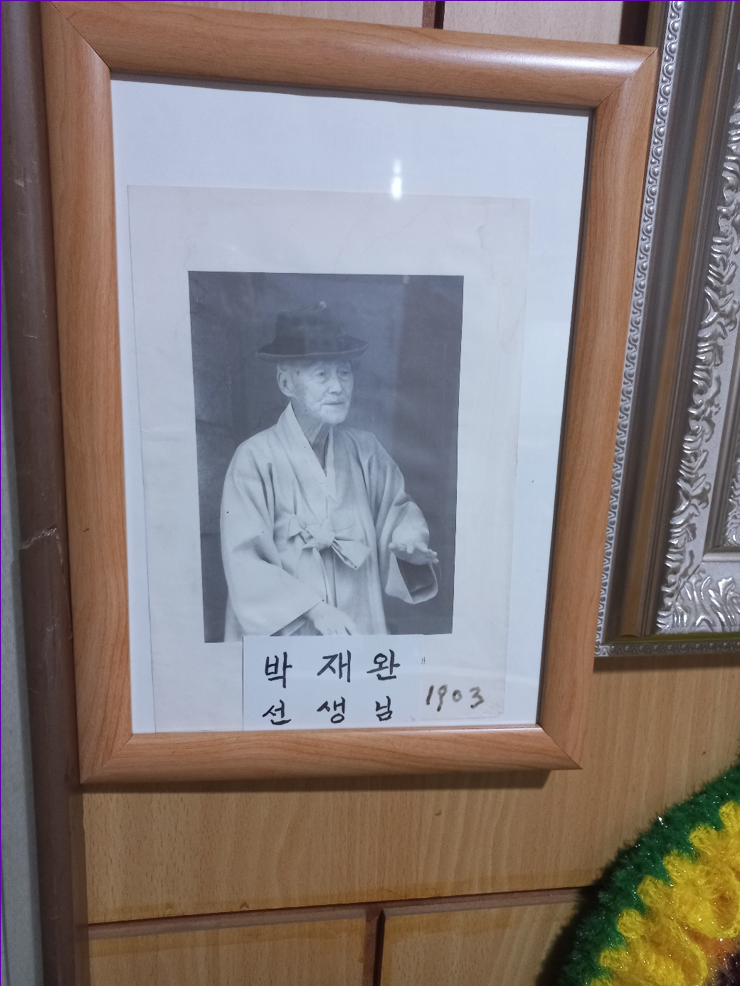 박 재 완
선 생 님
1903